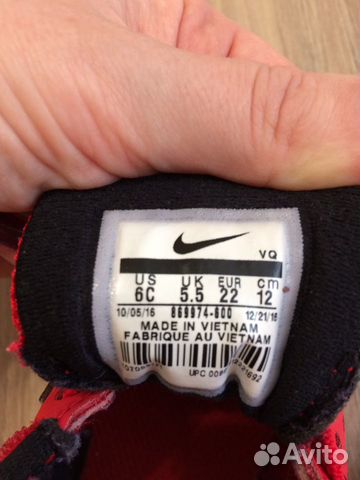 VQ
US UK EUR cm
6C 5.5 22 12
10/05/16 869974-600 12/21/16
MADE IN VIETNAM
FABRIQUE AU VIETNAM
UPC
Avito